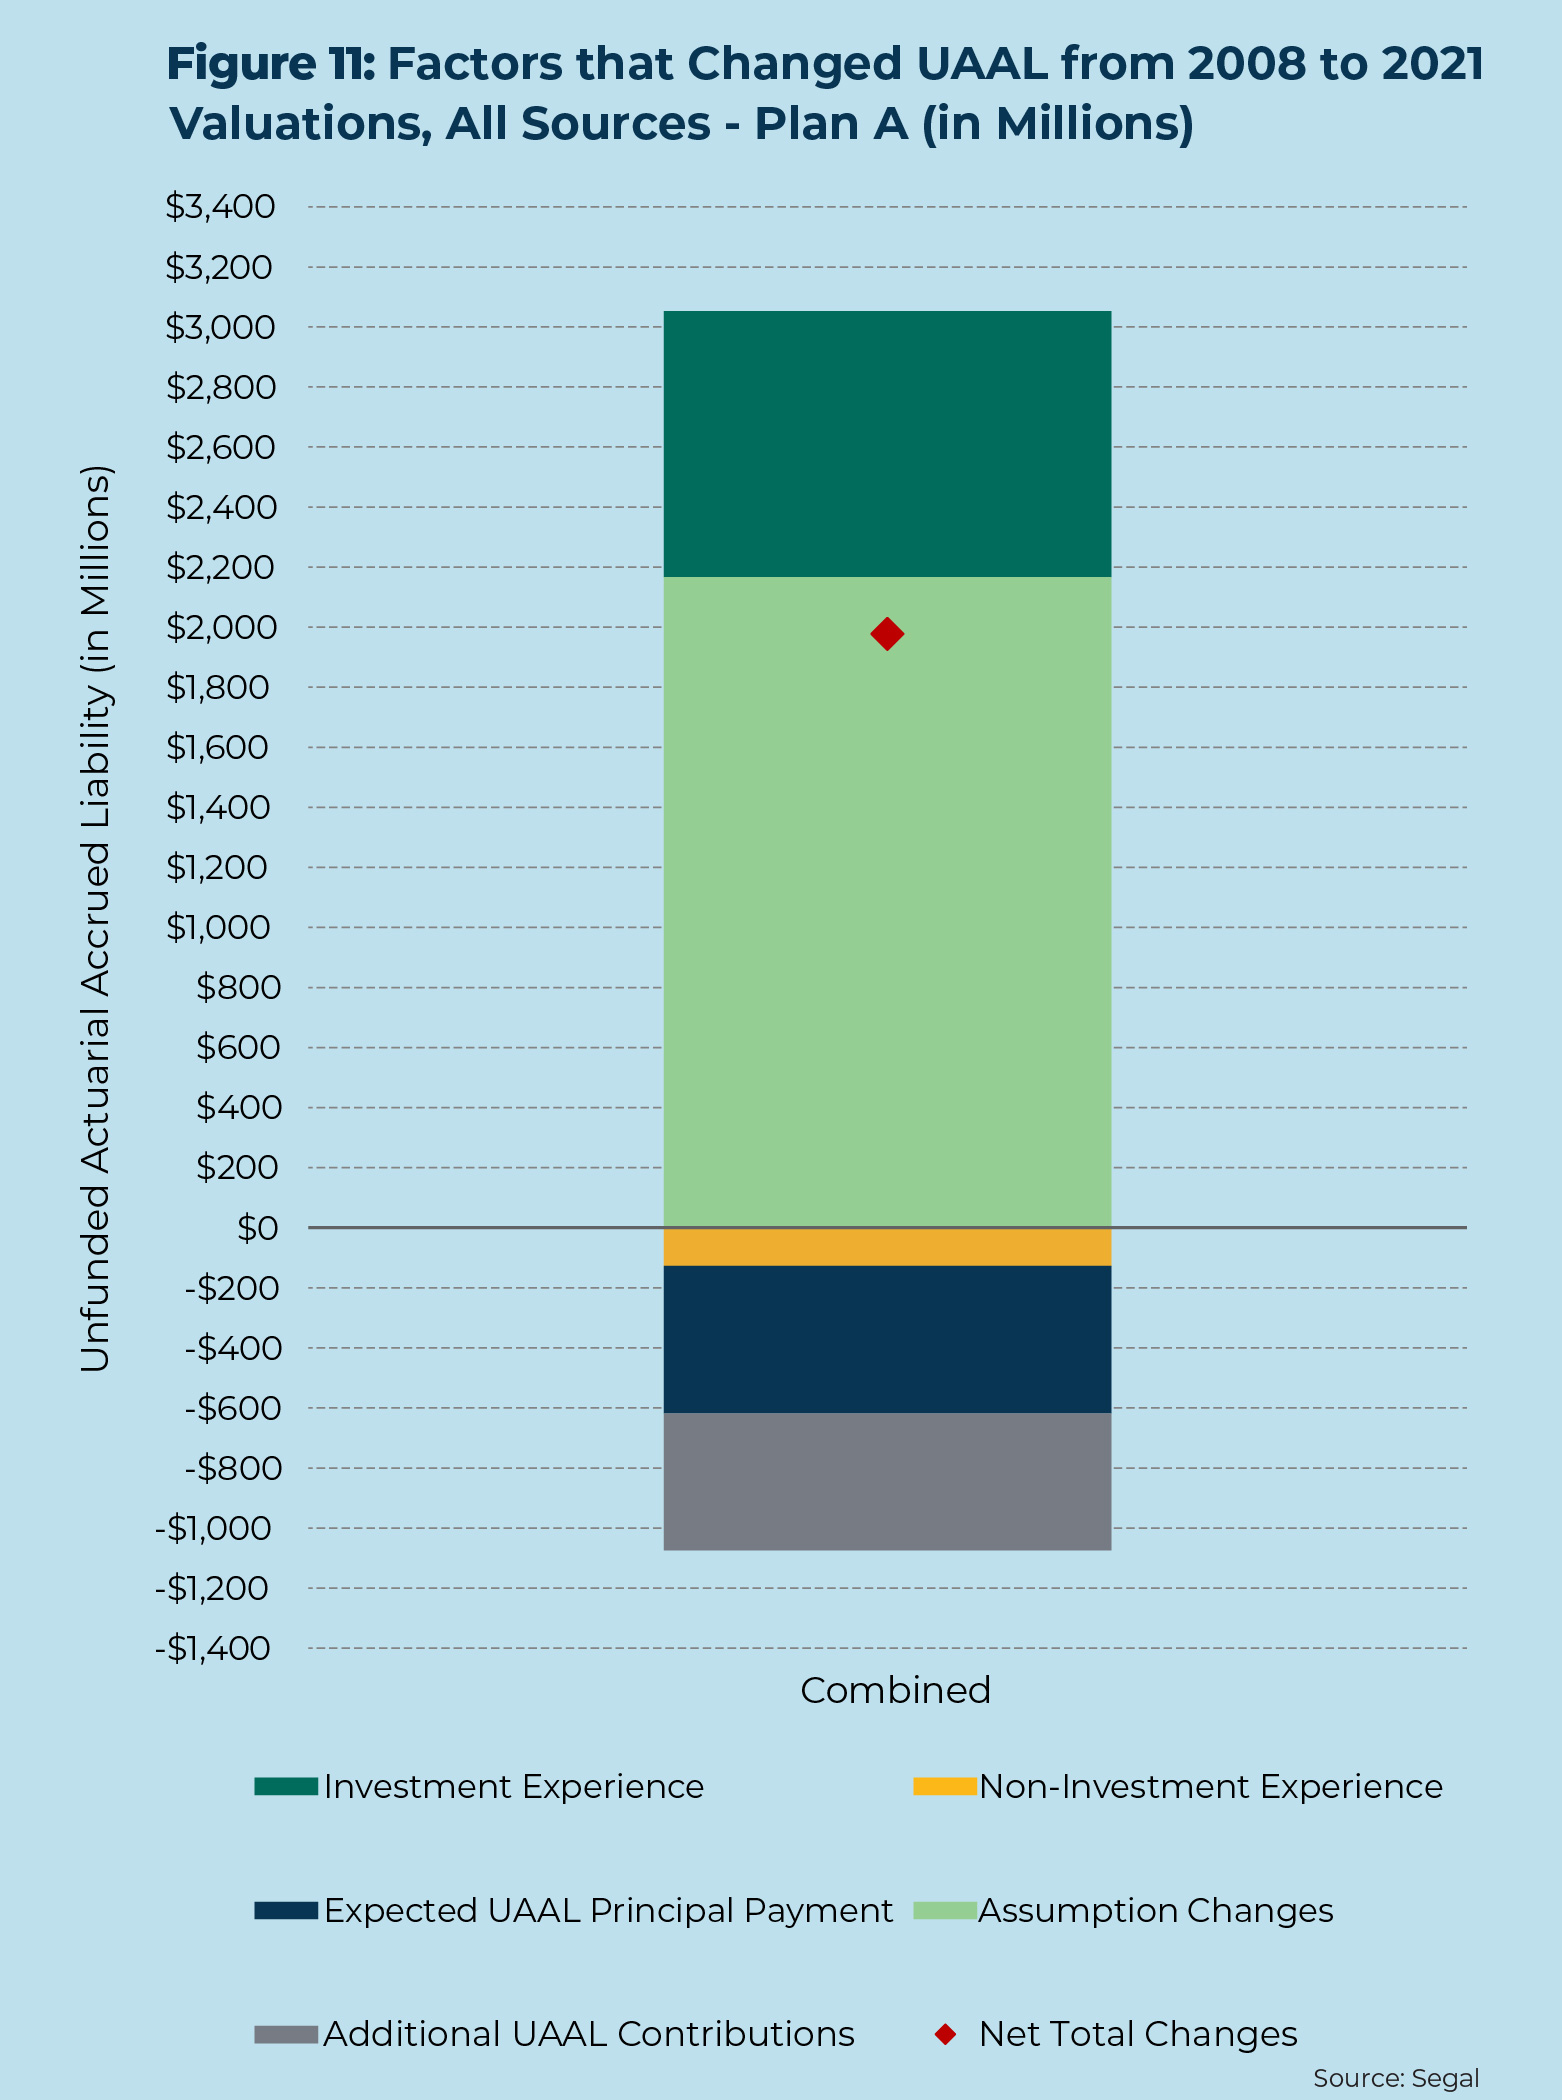 Figure 11: Factors that Changed UAAL from 2008 to 2021
Valuations, All Sources - Plan A (in Millions)
Unfunded Actuarial Accrued Liability (in Millions)
$3,400
$3,200
$3,000
$2,800
$2,600
$2,400
$2,200
$2,000
$1,800
$1,600
$1,400
$1,200
$1,000
$800
$600
$400
$200
$0
-$200
-$400
-$600
-$800
-$1,000
-$1,200
-$1,400
Combined
Investment Experience
Non-Investment Experience
Expected UAAL Principal Payment
Assumption Changes
Additional UAAL Contributions
Net Total Changes
Source: Segal